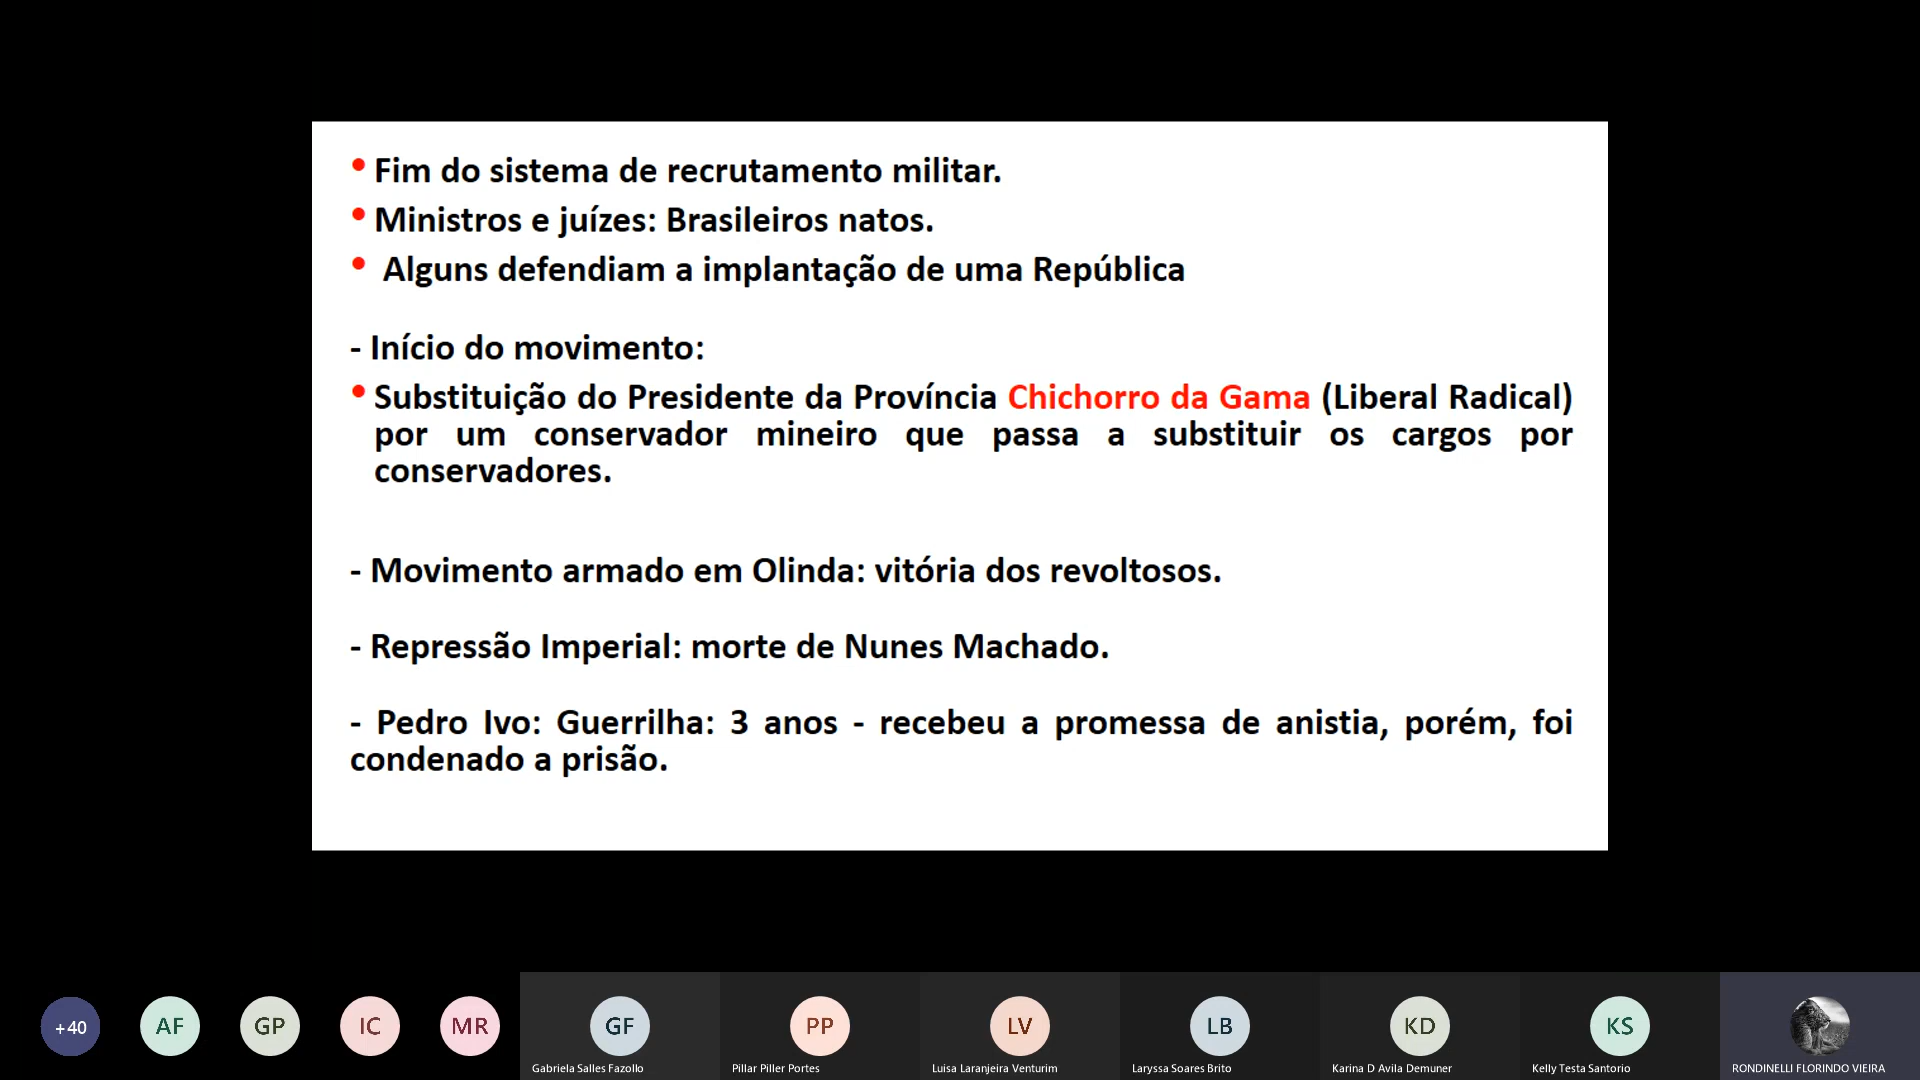 • Fim do sistema de recrutamento militar.
• Ministros e juízes: Brasileiros natos.
• Alguns defendiam a implantação de uma República
- Início do movimento:
• Substituição do Presidente da Província Chichorro da Gama (Liberal Radical)
por um conservador mineiro que passa a substituir os cargos por
conservadores.
- Movimento armado em Olinda: vitória dos revoltosos.
- Repressão Imperial: morte de Nunes Machado.
- Pedro Ivo: Guerrilha: 3 anos - recebeu a promessa de anistia, porém, foi
condenado a prisão.
+40 AF GP IC MR GF PP LV LB KD KS
Gabriela Salles Fazollo Pillar Piller Portes Luisa Laranjeira Venturim Laryssa Soares Brito Karina D Avila Demuner Kelly Testa Santorio RONDINELLI FLORINDO VIEIRA